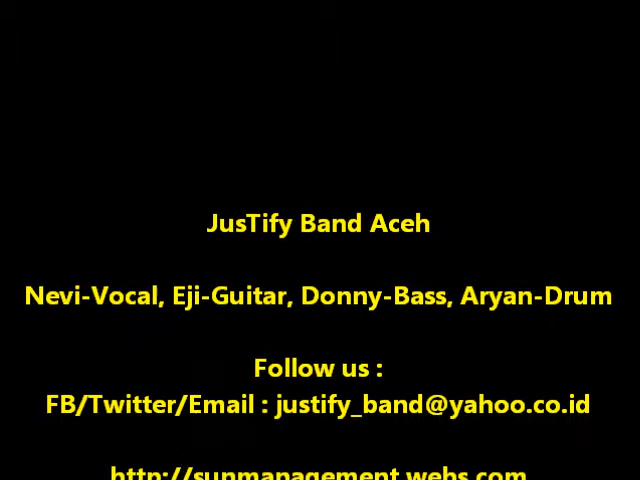 JusTify Band Aceh
Nevi-Vocal, Eji-Guitar, Donny-Bass, Aryan-Drum
Follow us :
FB/Twitter/Email : justify_band@yahoo.co.id
http://sunmanagement.webs.com